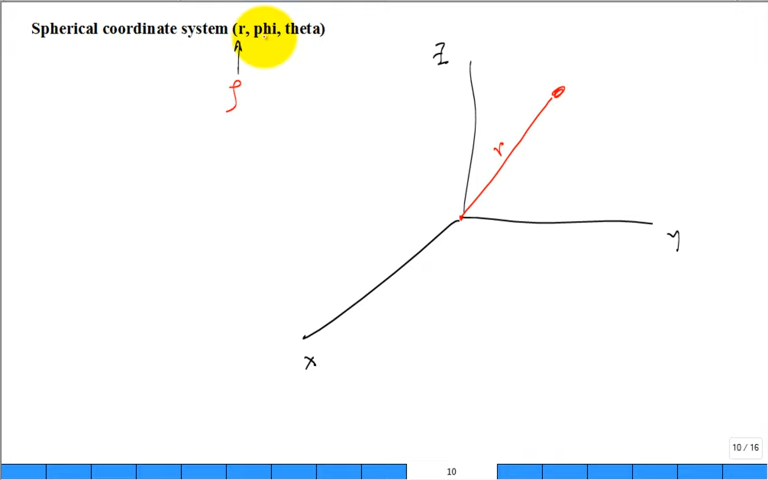 Spherical coordinate system (r, phi, theta)
ρ
z
r
y
x
10 / 16
10